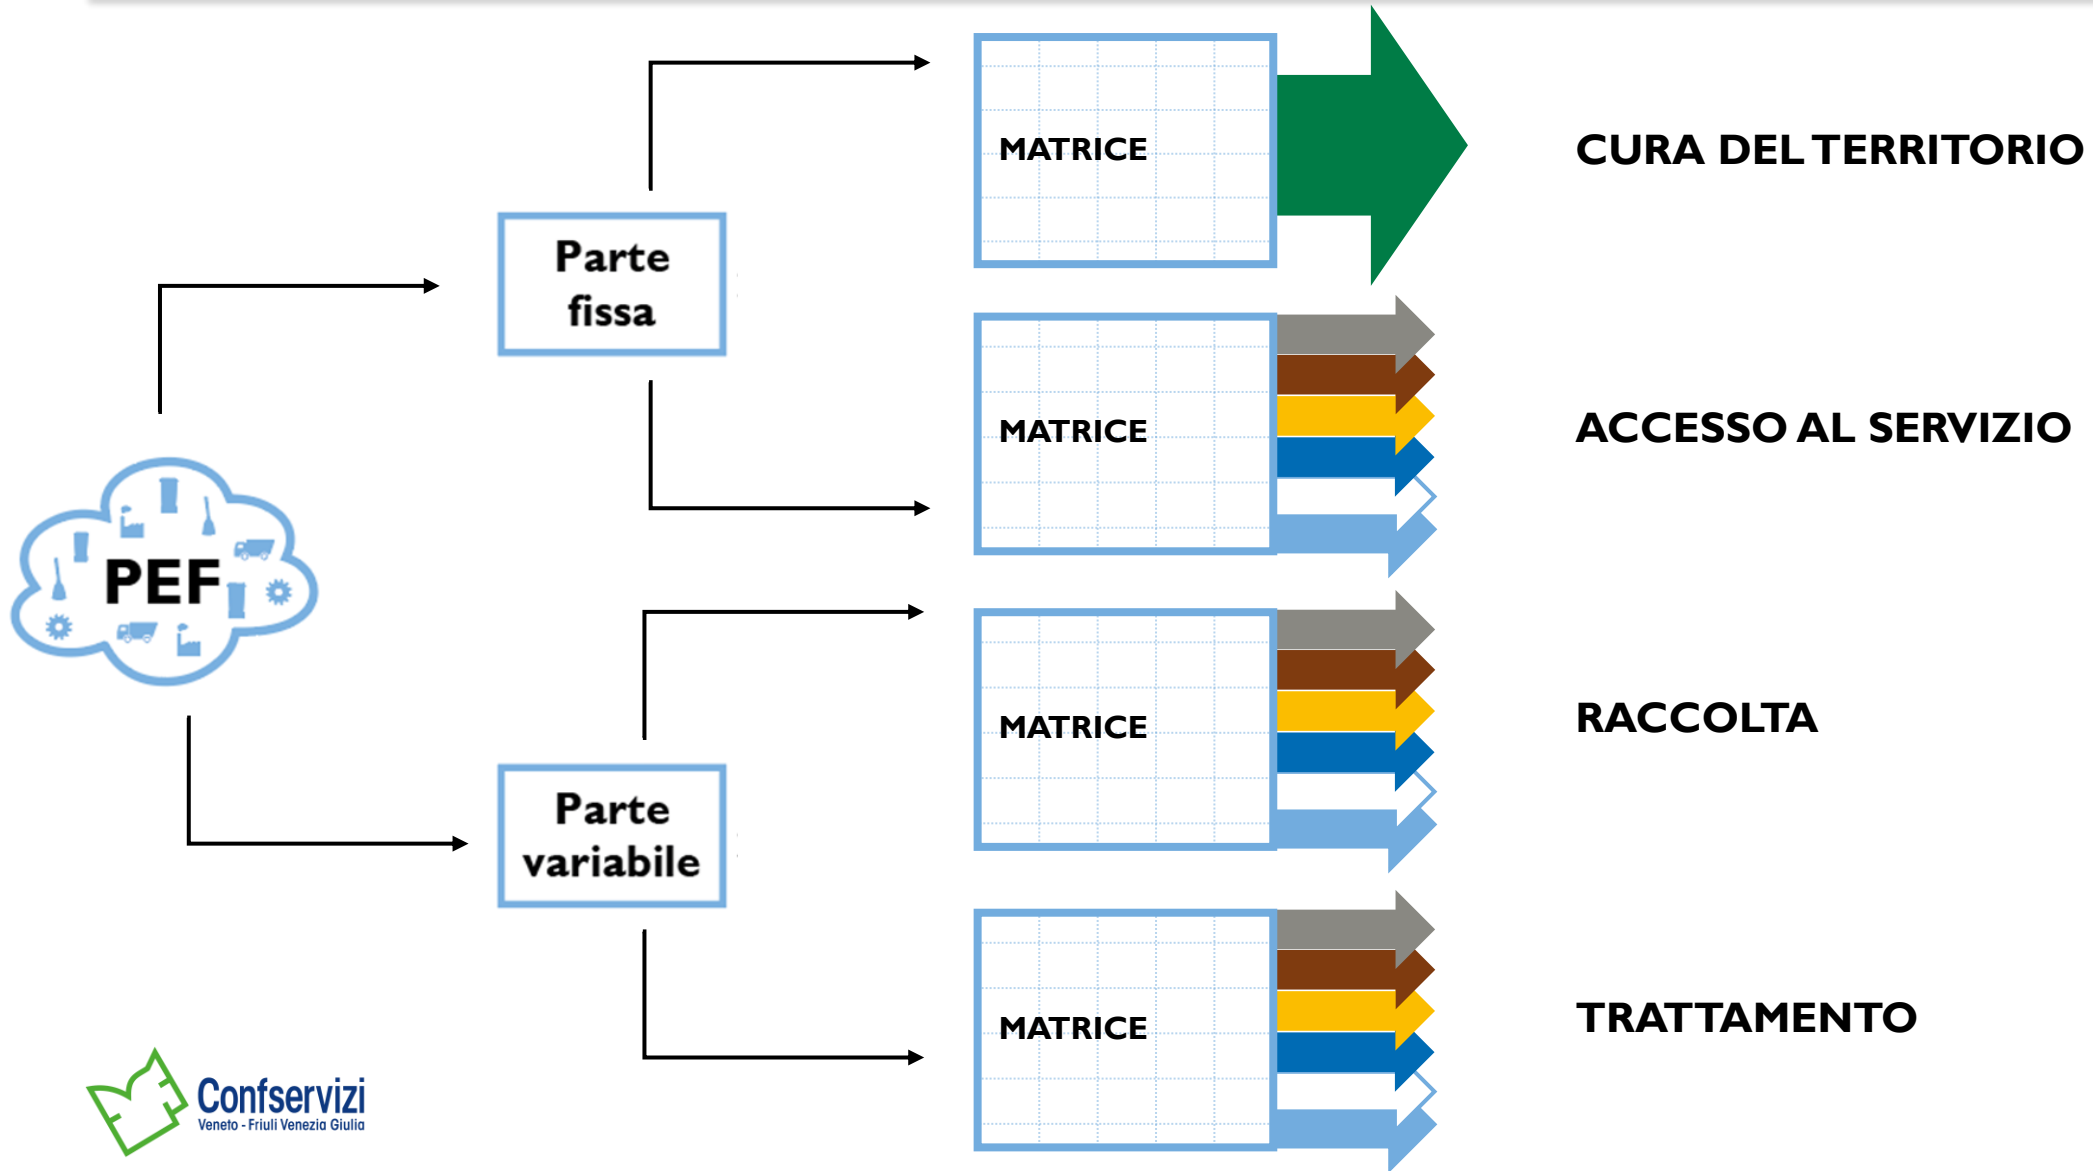 MATRICE
CURA DEL TERRITORIO
Parte
fissa
MATRICE
ACCESSO AL SERVIZIO
PEF
MATRICE
RACCOLTA
Parte
variabile
MATRICE
TRATTAMENTO
Confservizi
Veneto - Friuli Venezia Giulia